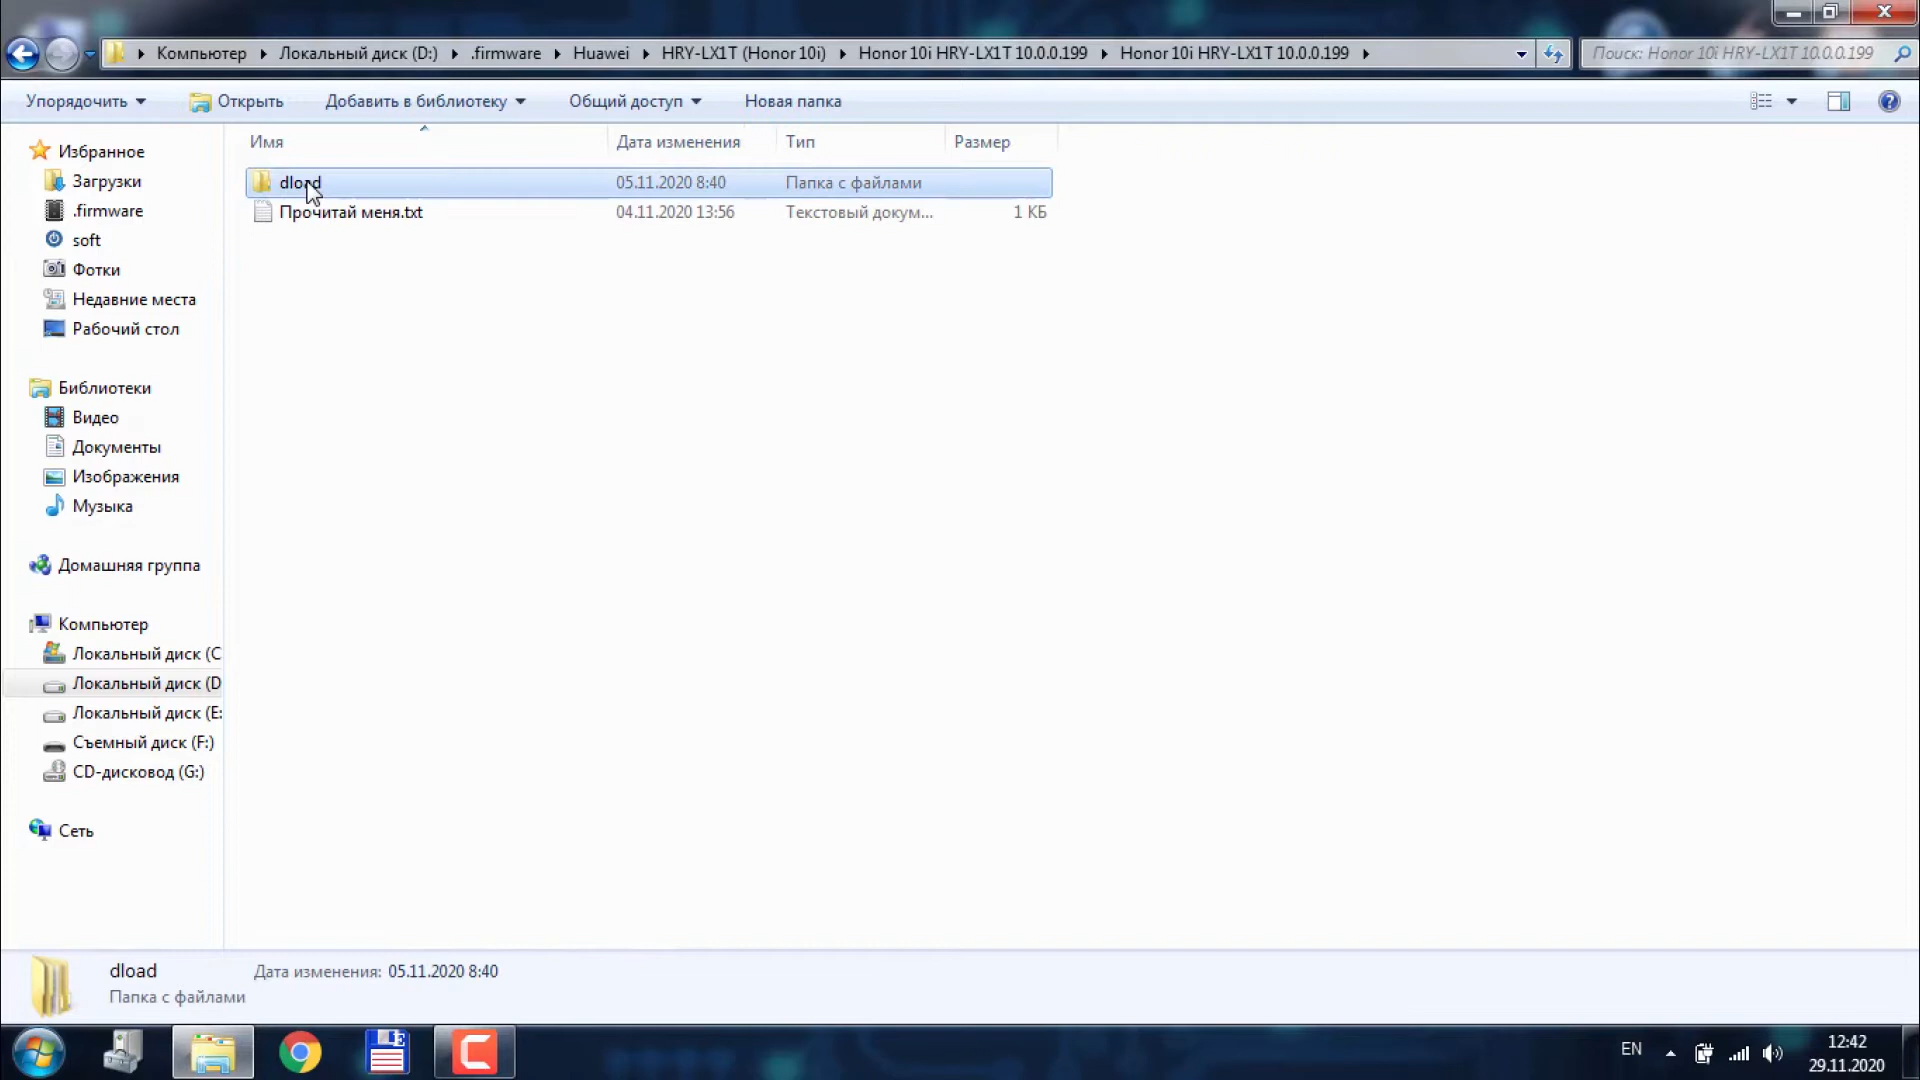 Компьютер Локальный диск (D:) .firmware Huawei HRY-LX1T (Honor 10i) Honor 10i HRY-LX1T 10.0.0.199 Honor 10i HRY-LX1T 10.0.0.199 Поиск: Honor 10i HRY-LX1T 10.0.0.199
Упорядочить Открыть Добавить в библиотеку Общий доступ Новая папка
Имя Дата изменения Тип Размер
dload 05.11.2020 8:40 Папка с файлами
Прочитай меня.txt 04.11.2020 13:56 Текстовый докум... 1 КБ
Избранное
Загрузки
.firmware
soft
Фотки
Недавние места
Рабочий стол
Библиотеки
Видео
Документы
Изображения
Музыка
Домашняя группа
Компьютер
Локальный диск (C
Локальный диск (D
Локальный диск (E:
Съемный диск (F:)
CD-дисковод (G:)
Сеть
dload Дата изменения: 05.11.2020 8:40
Папка с файлами
EN
12:42
29.11.2020